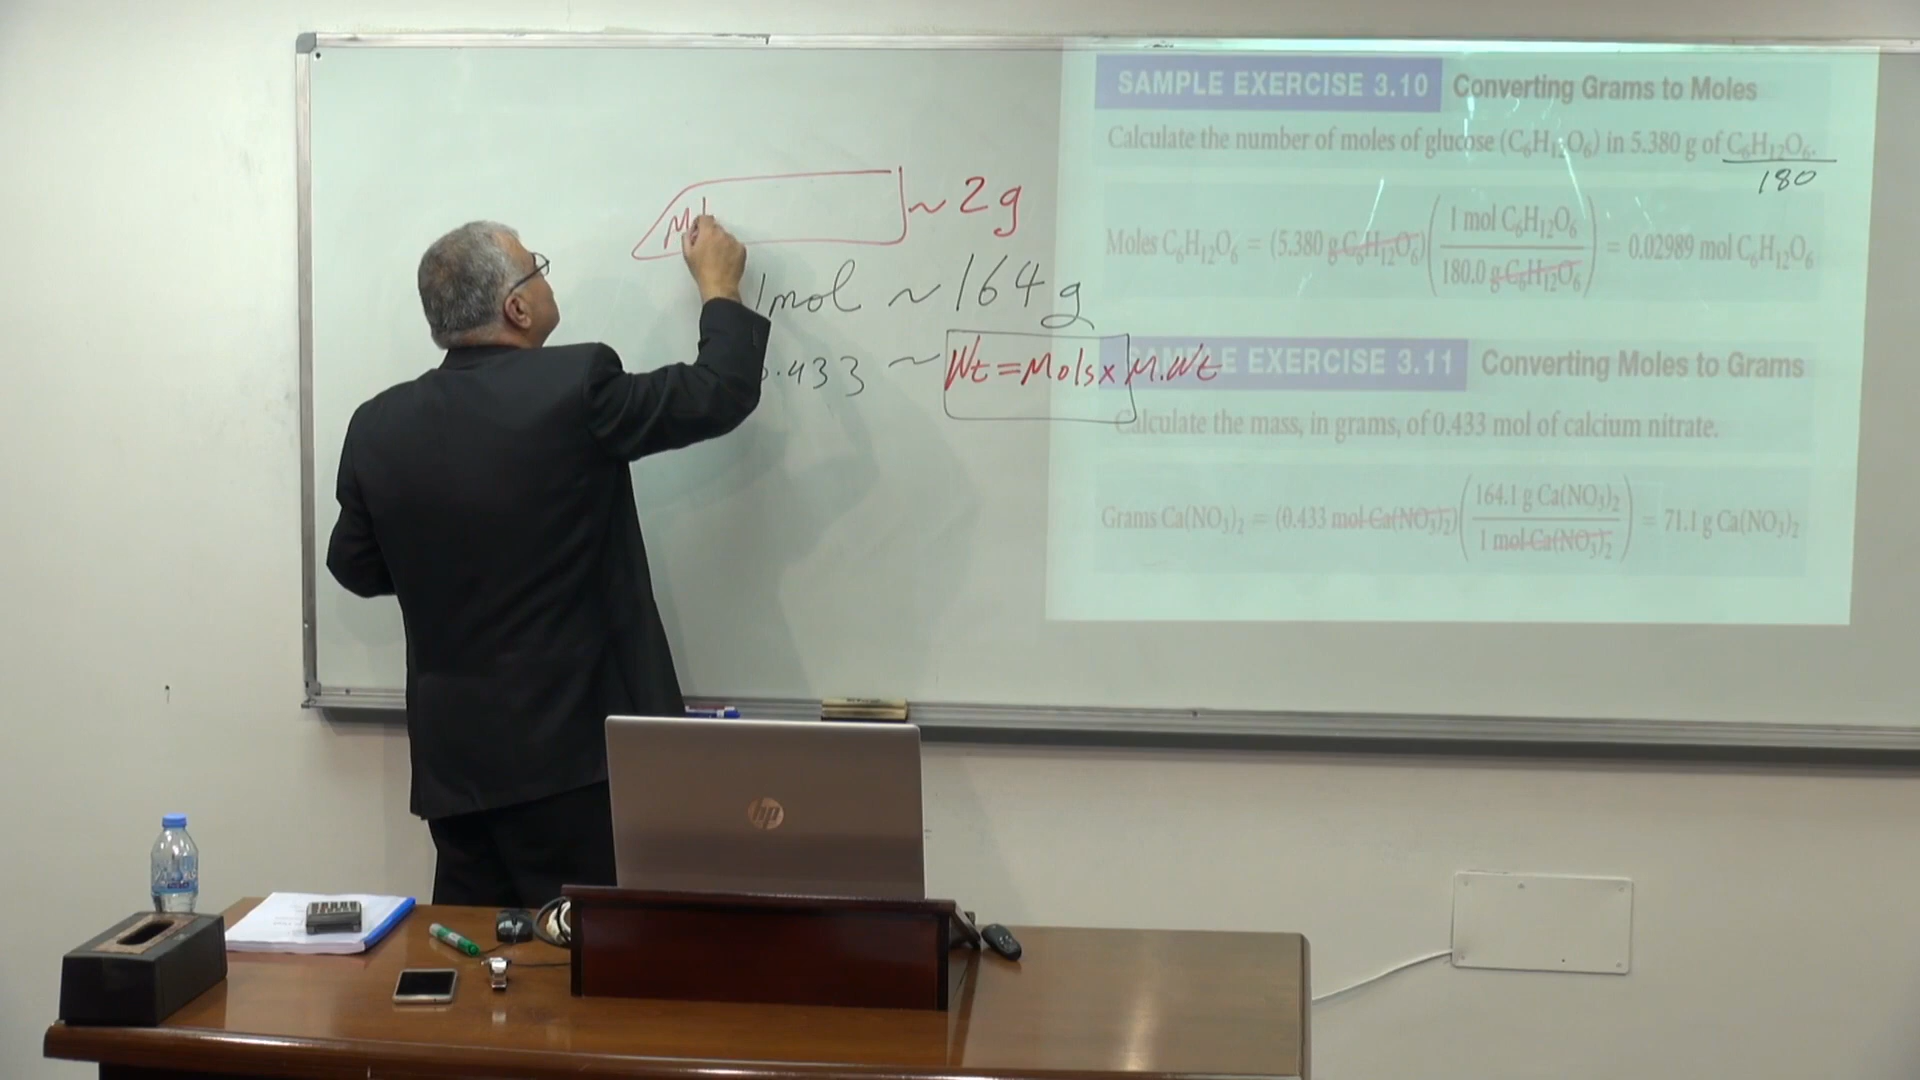 SAMPLE EXERCISE 3.10 Converting Grams to Moles
Calculate the number of moles of glucose (C₆H₁₂O₆) in 5.380 g of C₆H₁₂O₆.
180
Moles C₆H₁₂O₆ = (5.380 g C₆H₁₂O₆) (1 mol C₆H₁₂O₆ / 180.0 g C₆H₁₂O₆) = 0.02989 mol C₆H₁₂O₆
~ 2 g
1mol ~ 164 g
0.433 ~ Wt = Mols x M.Wt
E EXERCISE 3.11 Converting Moles to Grams
Calculate the mass, in grams, of 0.433 mol of calcium nitrate.
Grams Ca(NO₃)₂ = (0.433 mol Ca(NO₃)₂) (164.1 g Ca(NO₃)₂ / 1 mol Ca(NO₃)₂) = 71.1 g Ca(NO₃)₂
hp